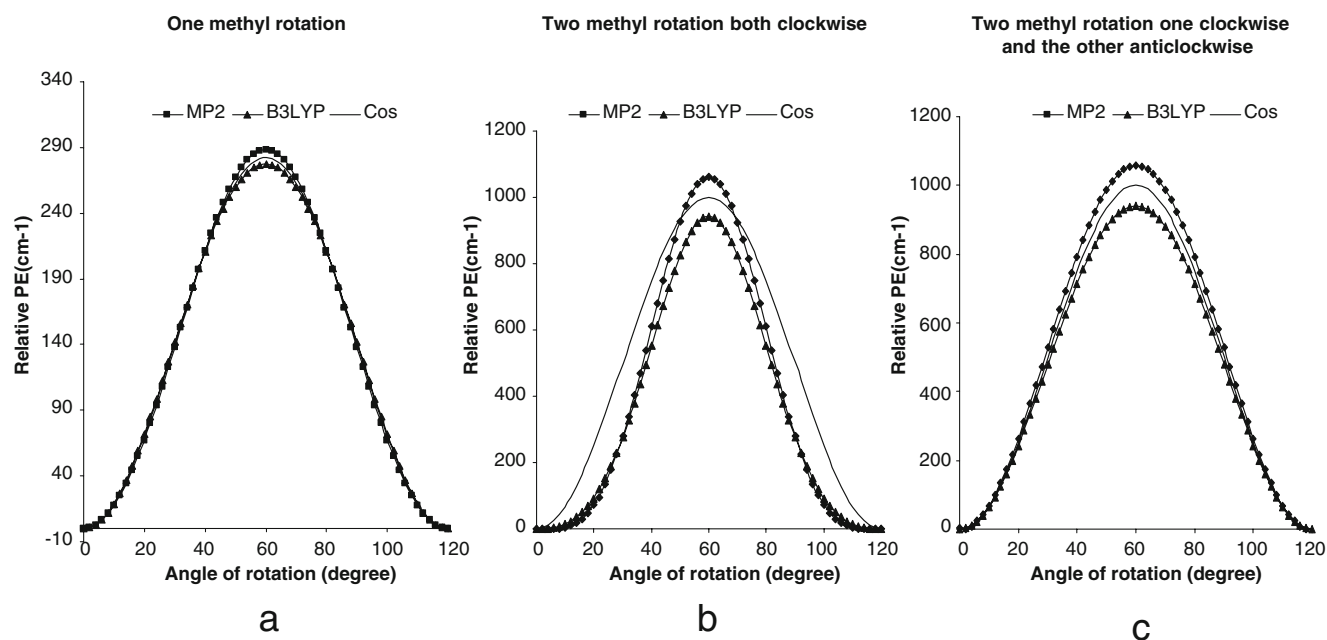 One methyl rotation
340
290
240
190
140
90
40
-10
Relative PE(cm-1)
MP2 B3LYP Cos
0 20 40 60 80 100 120
Angle of rotation (degree)
a
Two methyl rotation both clockwise
1200
1000
800
600
400
200
0
Relative PE(cm-1)
MP2 B3LYP Cos
0 20 40 60 80 100 120
Angle of rotation (degree)
b
Two methyl rotation one clockwise
and the other anticlockwise
1200
1000
800
600
400
200
0
Relative PE(cm-1)
MP2 B3LYP Cos
0 20 40 60 80 100 120
Angle of rotation (degree)
c